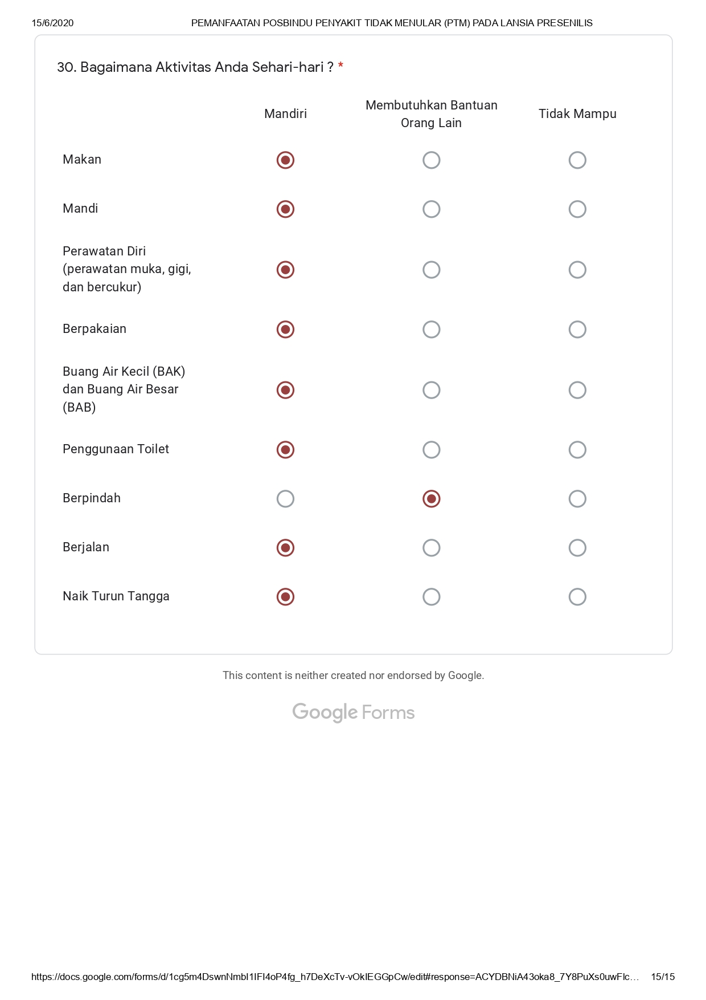 15/6/2020 PEMANFAATAN POSBINDU PENYAKIT TIDAK MENULAR (PTM) PADA LANSIA PRESENILIS
30. Bagaimana Aktivitas Anda Sehari-hari ? *
Mandiri
Membutuhkan Bantuan
Orang Lain
Tidak Mampu
Makan
Mandi
Perawatan Diri
(perawatan muka, gigi,
dan bercukur)
Berpakaian
Buang Air Kecil (BAK)
dan Buang Air Besar
(BAB)
Penggunaan Toilet
Berpindah
Berjalan
Naik Turun Tangga
This content is neither created nor endorsed by Google.
Google Forms
https://docs.google.com/forms/d/1cg5m4DswnNmbI1IFI4oP4fg_h7DeXcTv-vOkIEGGpCw/edit#response=ACYDBNiA43oka8_7Y8PuXs0uwFIc… 15/15